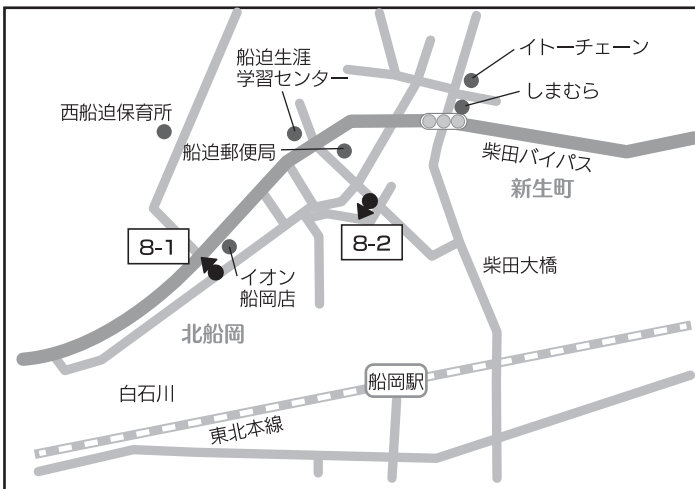 船迫生涯
学習センター
イトーチェーン
しまむら
西船迫保育所
船迫郵便局
柴田バイパス
新生町
8-1
8-2
イオン
船岡店
柴田大橋
北船岡
白石川
船岡駅
東北本線